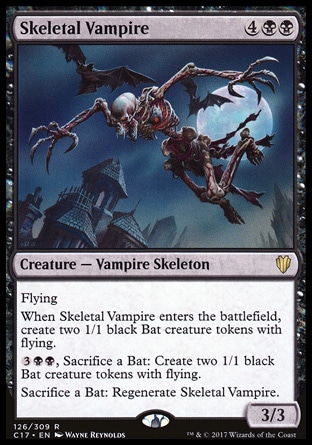 Skeletal Vampire 4
Creature — Vampire Skeleton
Flying
When Skeletal Vampire enters the battlefield,
create two 1/1 black Bat creature tokens with
flying.
3, Sacrifice a Bat: Create two 1/1
black Bat creature tokens with flying.
Sacrifice a Bat: Regenerate Skeletal Vampire.
3/3
126/309 R
C17 • EN WAYNE REYNOLDS
™ & © 2017 Wizards of the Coast